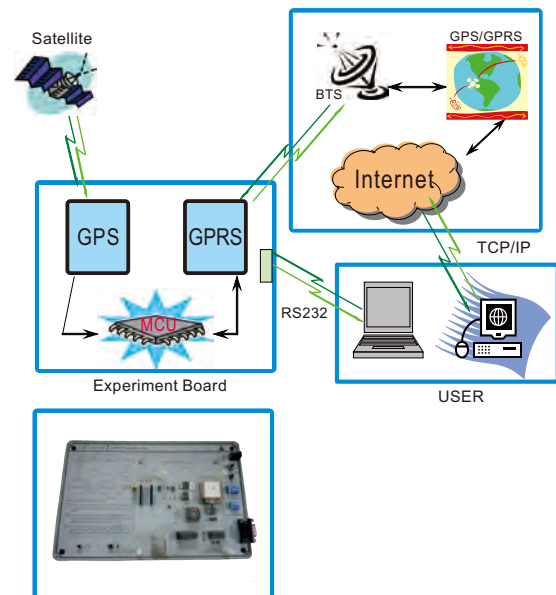 Satellite
GPS/GPRS
BTS
Internet
GPS
GPRS
TCP/IP
MCU
RS232
Experiment Board
USER